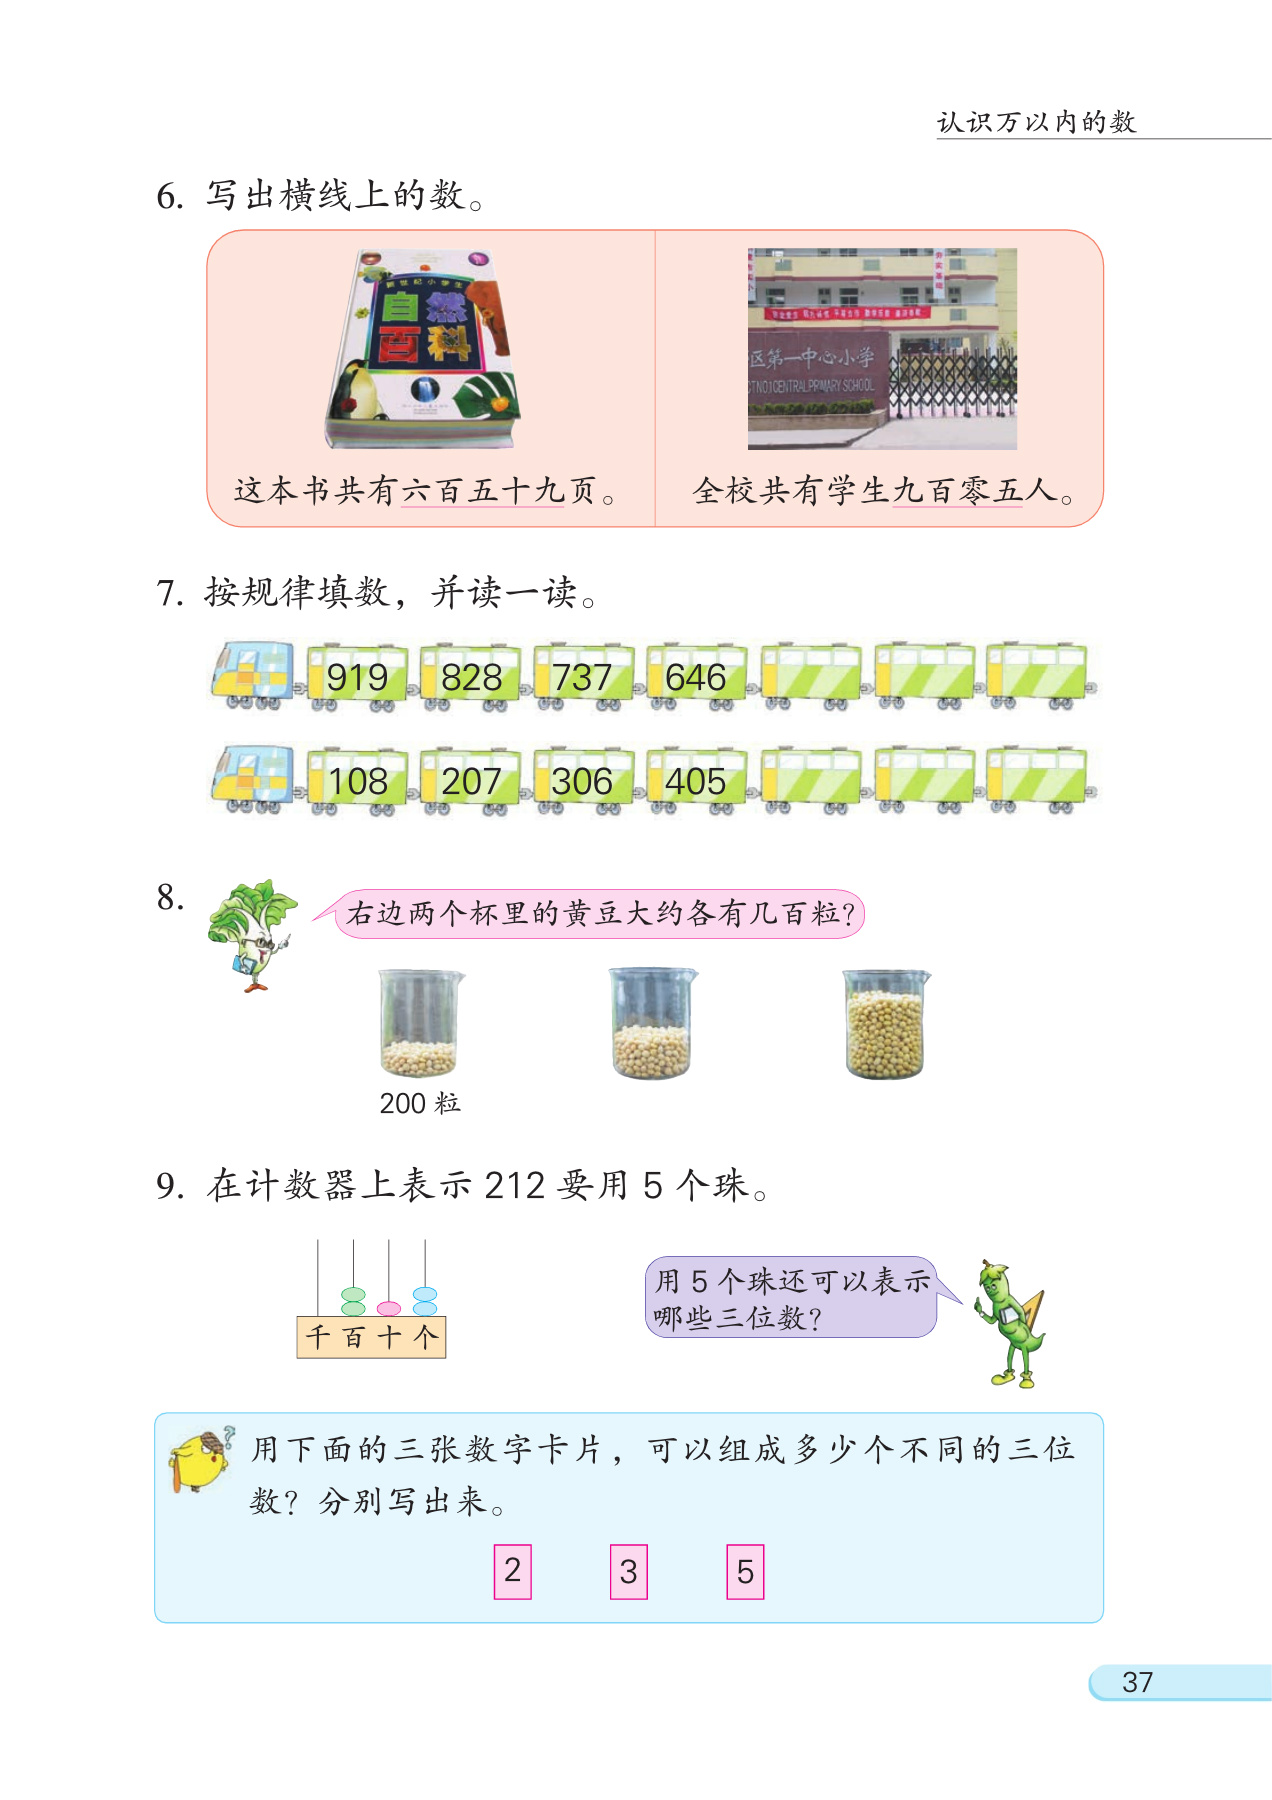 认识万以内的数
6. 写出横线上的数。
新世纪小学生
自然
百科
区第一中心小学
CT NO.1 CENTRAL PRIMARY SCHOOL
这本书共有六百五十九页。
全校共有学生九百零五人。
7. 按规律填数，并读一读。
919 828 737 646
108 207 306 405
8.
右边两个杯里的黄豆大约各有几百粒？
200 粒
9. 在计数器上表示 212 要用 5 个珠。
千 百 十 个
用 5 个珠还可以表示
哪些三位数？
?
用下面的三张数字卡片，可以组成多少个不同的三位
数？分别写出来。
2 3 5
37